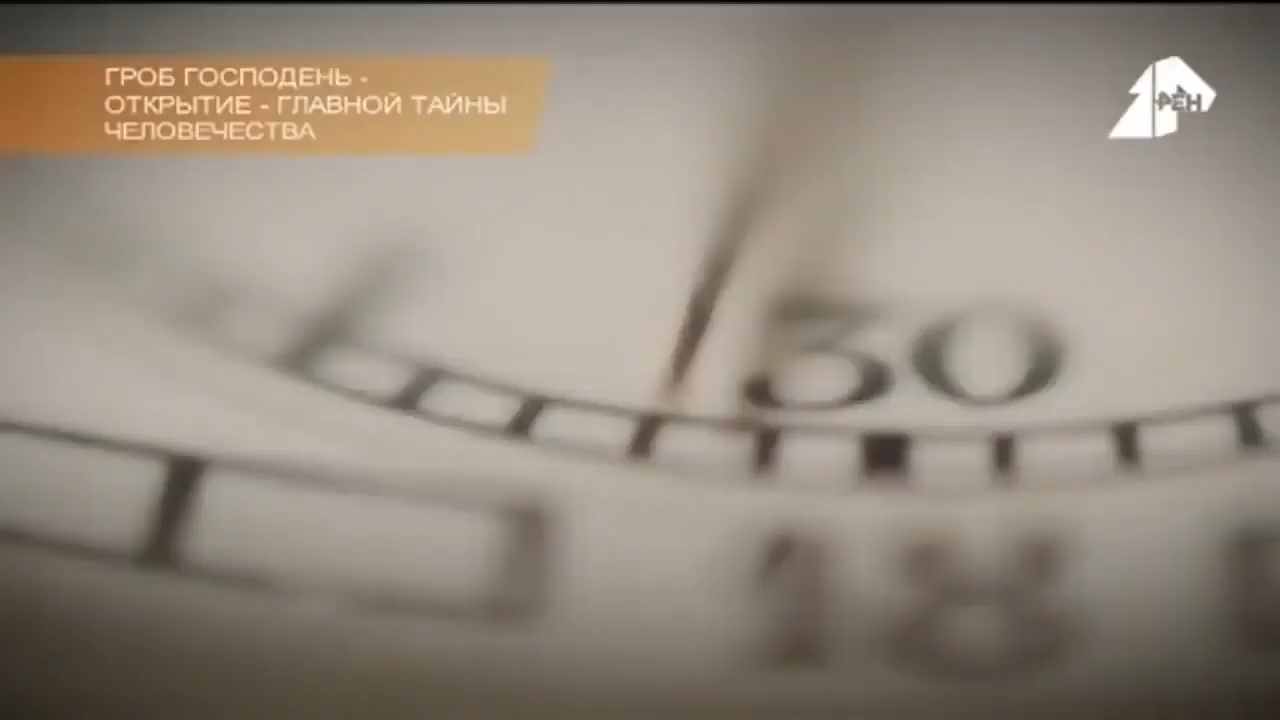 ГРОБ ГОСПОДЕНЬ -
ОТКРЫТИЕ - ГЛАВНОЙ ТАЙНЫ
ЧЕЛОВЕЧЕСТВА
РЕН
30
18